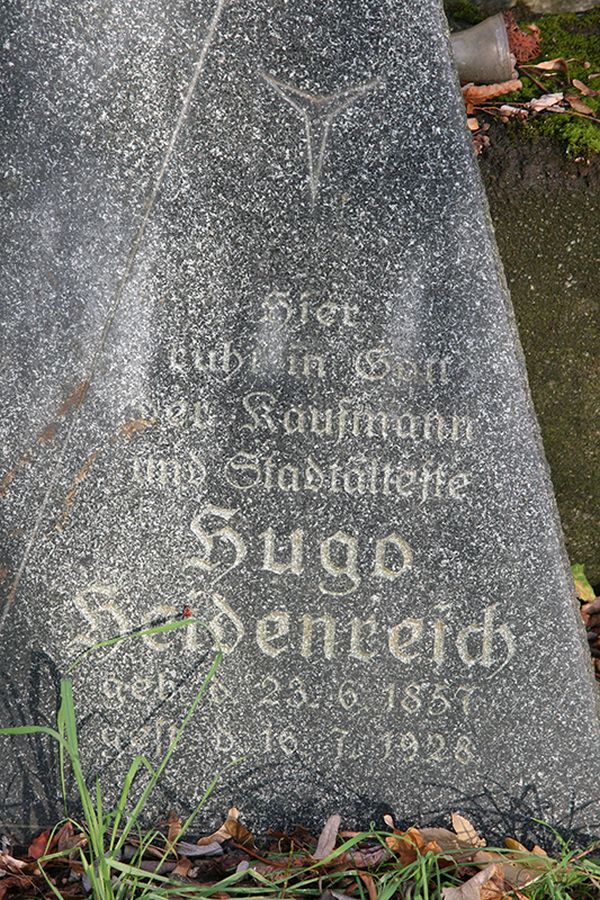 Hier
ruht in Gott
der Kaufmann
und Stadtälteste
Hugo
Heidenreich
geb. d. 23. 6. 1857
gest. d. 16. 7. 1928